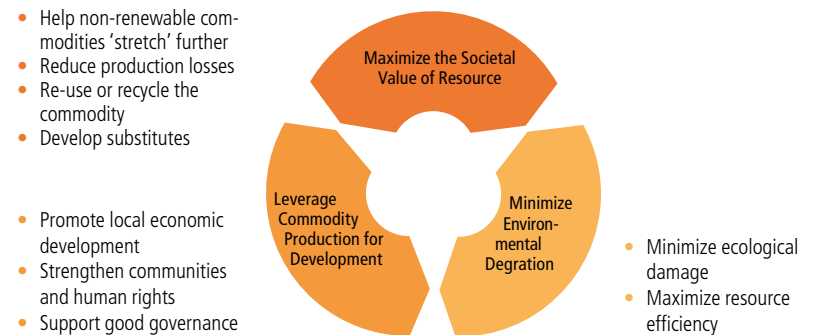 • Help non-renewable com-
modities ‘stretch’ further
• Reduce production losses
• Re-use or recycle the
commodity
• Develop substitutes
Maximize the Societal
Value of Resource
Leverage
Commodity
Production for
Development
Minimize
Environ-
mental
Degration
• Promote local economic
development
• Strengthen communities
and human rights
• Support good governance
• Minimize ecological
damage
• Maximize resource
efficiency